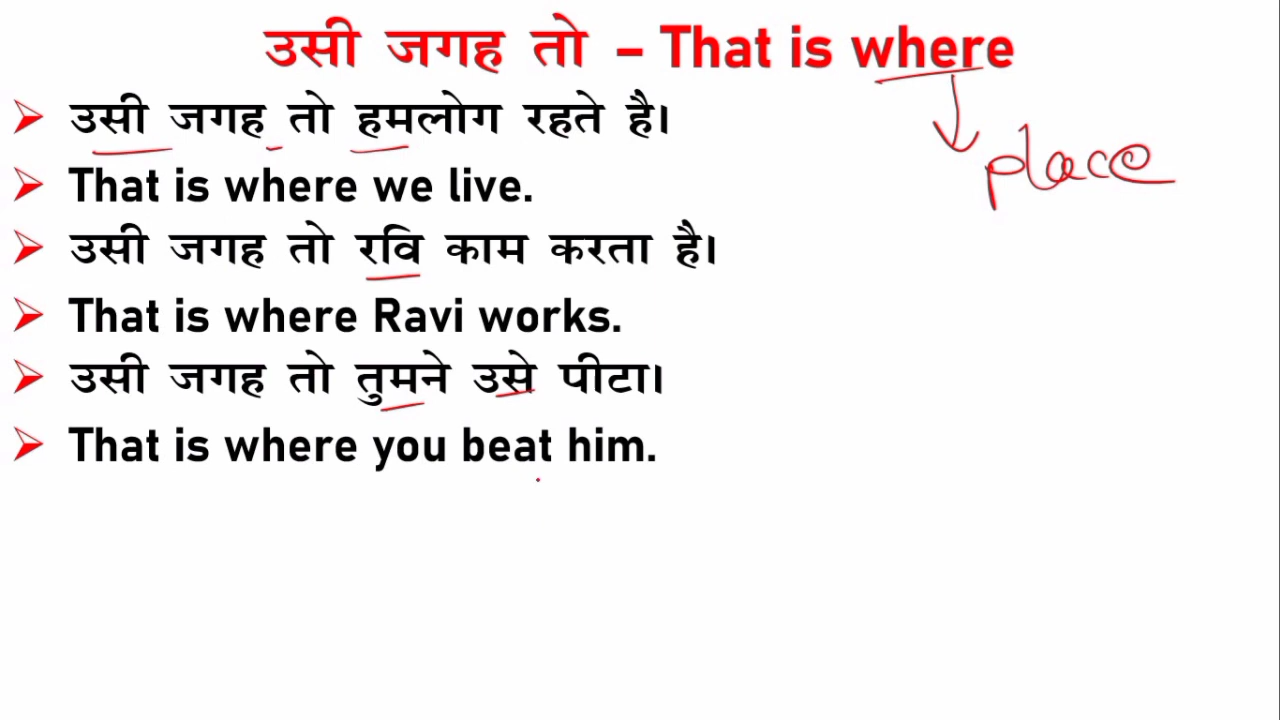 उसी जगह तो – That is where
➢ उसी जगह तो हमलोग रहते है।
place
➢ That is where we live.
➢ उसी जगह तो रवि काम करता है।
➢ That is where Ravi works.
➢ उसी जगह तो तुमने उसे पीटा।
➢ That is where you beat him.